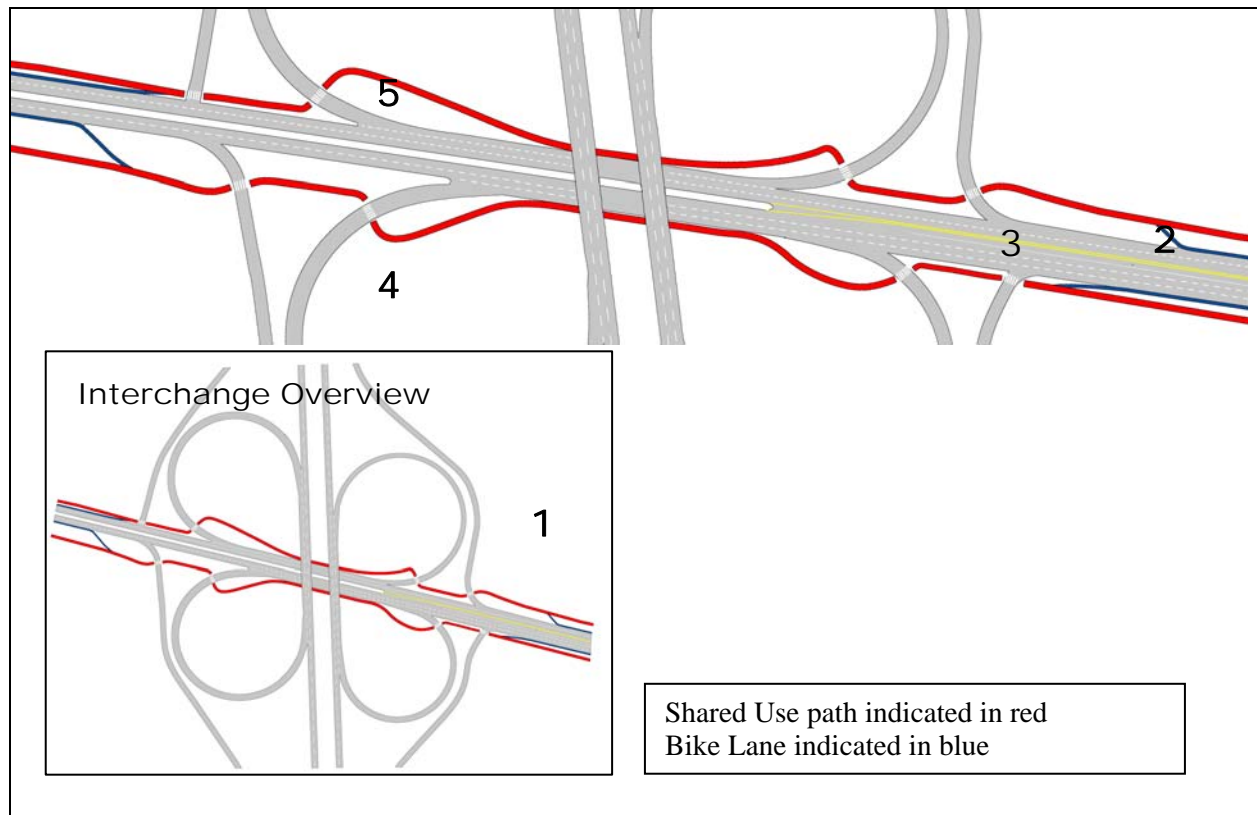 5
2
3
4
Interchange Overview
1
Shared Use path indicated in red
Bike Lane indicated in blue